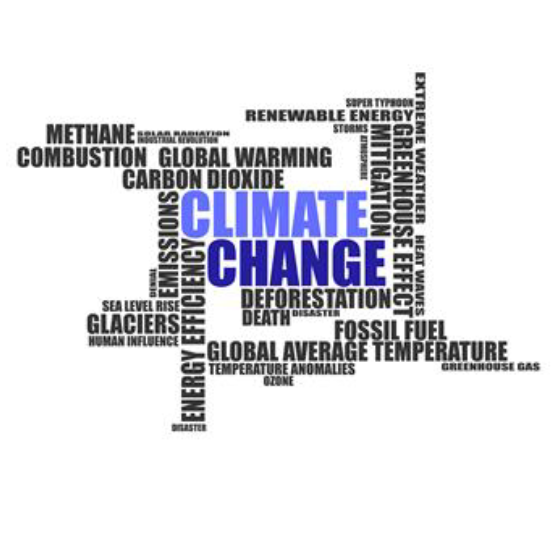 SUPER TYPHOON
RENEWABLE ENERGY
EXTREME WEATHER
METHANE
SOLAR RADIATION
INDUSTRIAL REVOLUTION
STORMS
ATMOSPHERE
MITIGATION
GREENHOUSE EFFECT
COMBUSTION
GLOBAL WARMING
CARBON DIOXIDE
CLIMATE
CHANGE
EMISSIONS
HEAT WAVES
DENIAL
ENERGY EFFICIENCY
DEFORESTATION
SEA LEVEL RISE
DEATH
DISASTER
GLACIERS
FOSSIL FUEL
HUMAN INFLUENCE
GLOBAL AVERAGE TEMPERATURE
TEMPERATURE ANOMALIES
GREENHOUSE GAS
OZONE
DISASTER